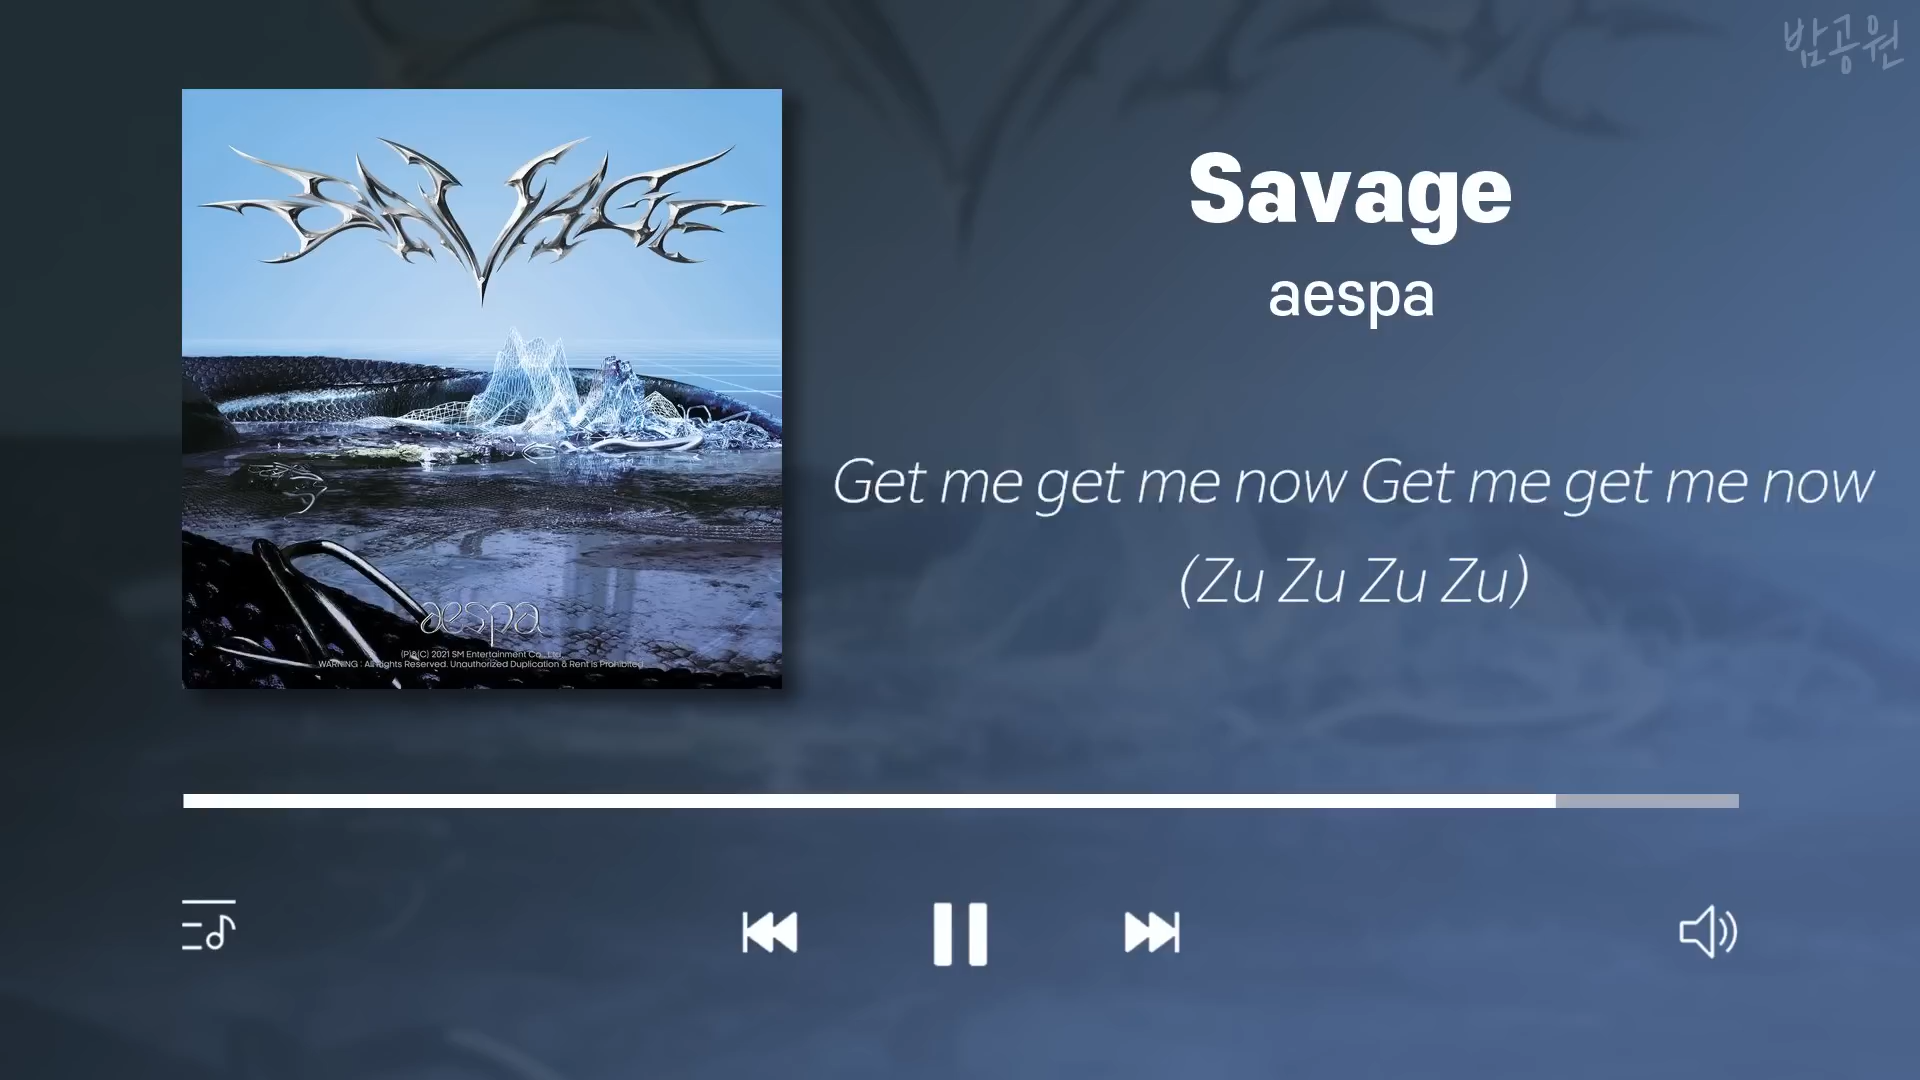 밤공원
SAVAGE
Savage
aespa
Get me get me now Get me get me now
(Zu Zu Zu Zu)
aespa
(P)&(C) 2021 SM Entertainment Co., Ltd.
WARNING : All Rights Reserved. Unauthorized Duplication & Rent is Prohibited